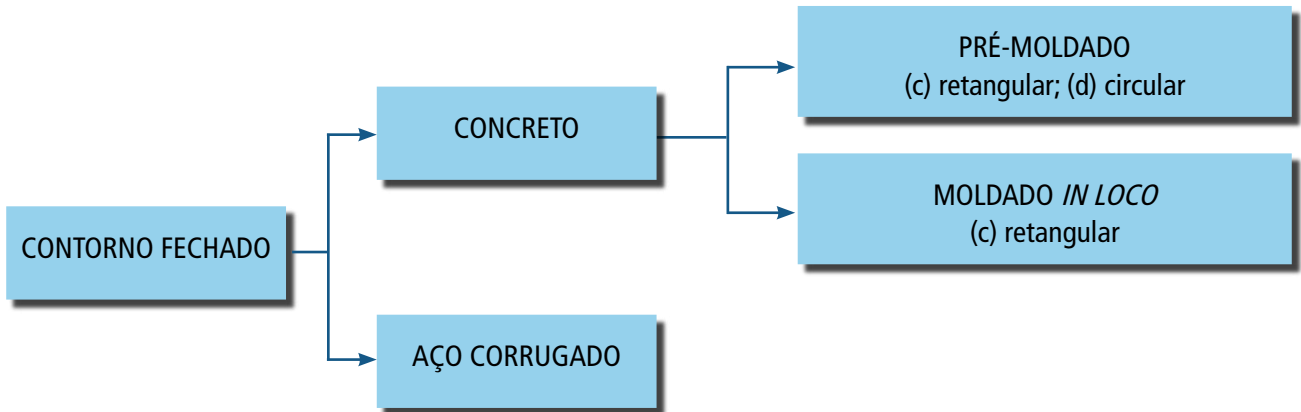 CONTORNO FECHADO
CONCRETO
AÇO CORRUGADO
PRÉ-MOLDADO
(c) retangular; (d) circular
MOLDADO IN LOCO
(c) retangular